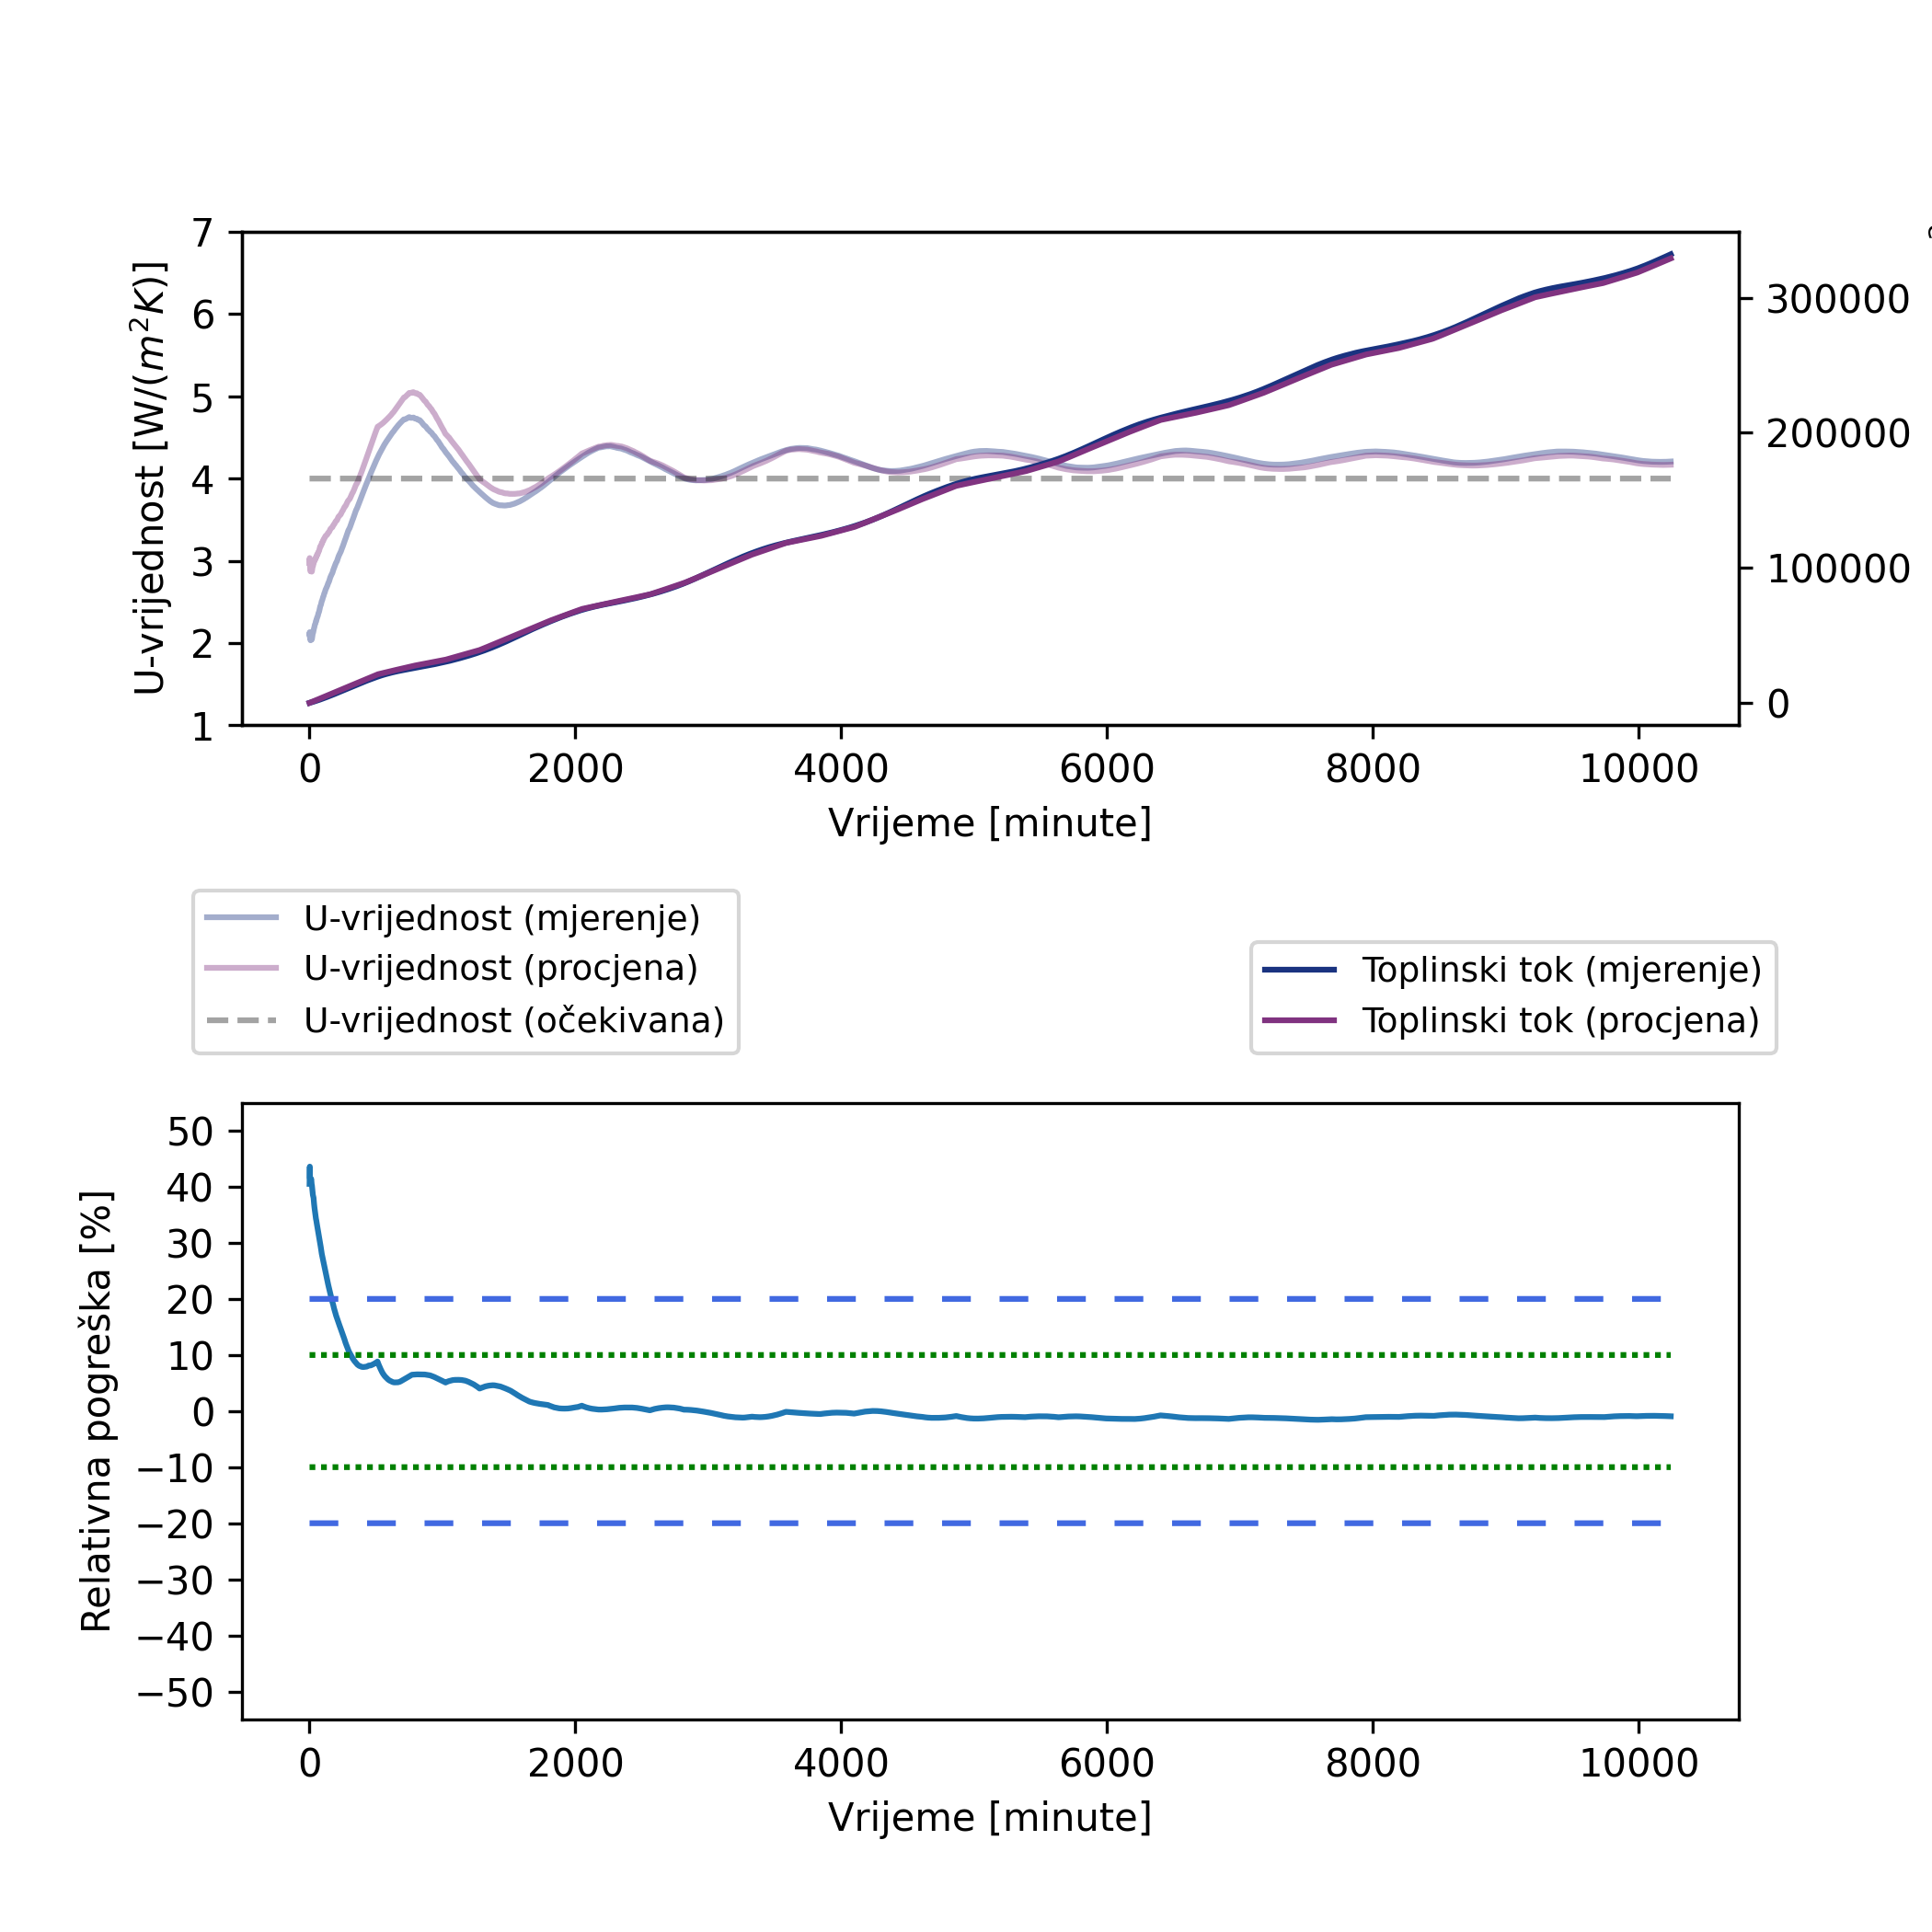 7
6
5
4
3
2
1
U-vrijednost [W/(m²K)]
300000
200000
100000
0
0 2000 4000 6000 8000 10000
Vrijeme [minute]
U-vrijednost (mjerenje)
U-vrijednost (procjena)
U-vrijednost (očekivana)
Toplinski tok (mjerenje)
Toplinski tok (procjena)
50
40
30
20
10
0
−10
−20
−30
−40
−50
Relativna pogreška [%]
0 2000 4000 6000 8000 10000
Vrijeme [minute]